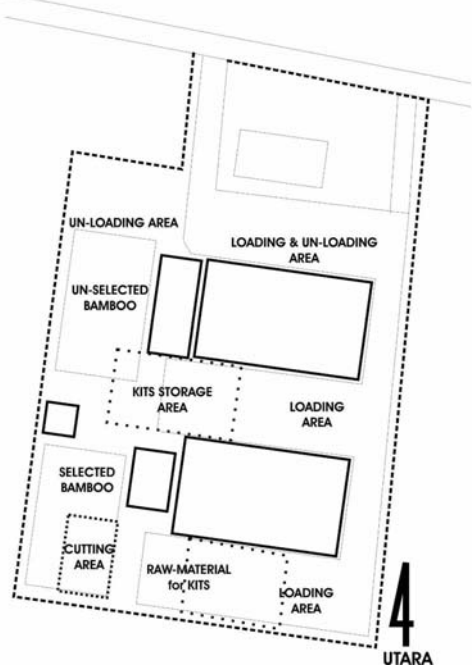 UN-LOADING AREA
LOADING & UN-LOADING
AREA
UN-SELECTED
BAMBOO
KITS STORAGE
AREA
LOADING
AREA
SELECTED
BAMBOO
CUTTING
AREA
RAW-MATERIAL
for KITS
LOADING
AREA
4
UTARA